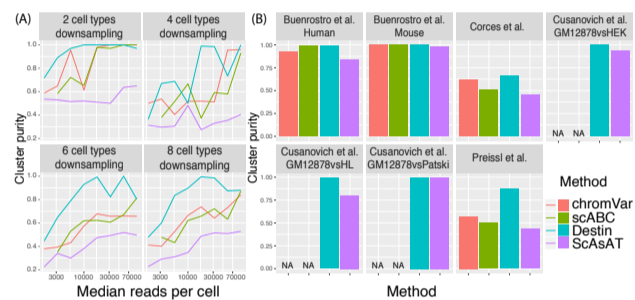 (A)
2 cell types
downsampling
4 cell types
downsampling
Cluster purity
1.0
0.8
0.6
0.4
0.2
6 cell types
downsampling
8 cell types
downsampling
1.0
0.8
0.6
0.4
0.2
3000
10000
30000
70000
3000
10000
30000
70000
Median reads per cell
(B)
Buenrostro et al.
Human
Buenrostro et al.
Mouse
Corces et al.
Cusanovich et al.
GM12878vsHEK
Cluster purity
1.00
0.75
0.50
0.25
0.00
NA NA
Cusanovich et al.
GM12878vsHL
Cusanovich et al.
GM12878vsPatski
Preissl et al.
1.00
0.75
0.50
0.25
0.00
NA NA
NA NA
Method
Method
chromVar
scABC
Destin
ScAsAT